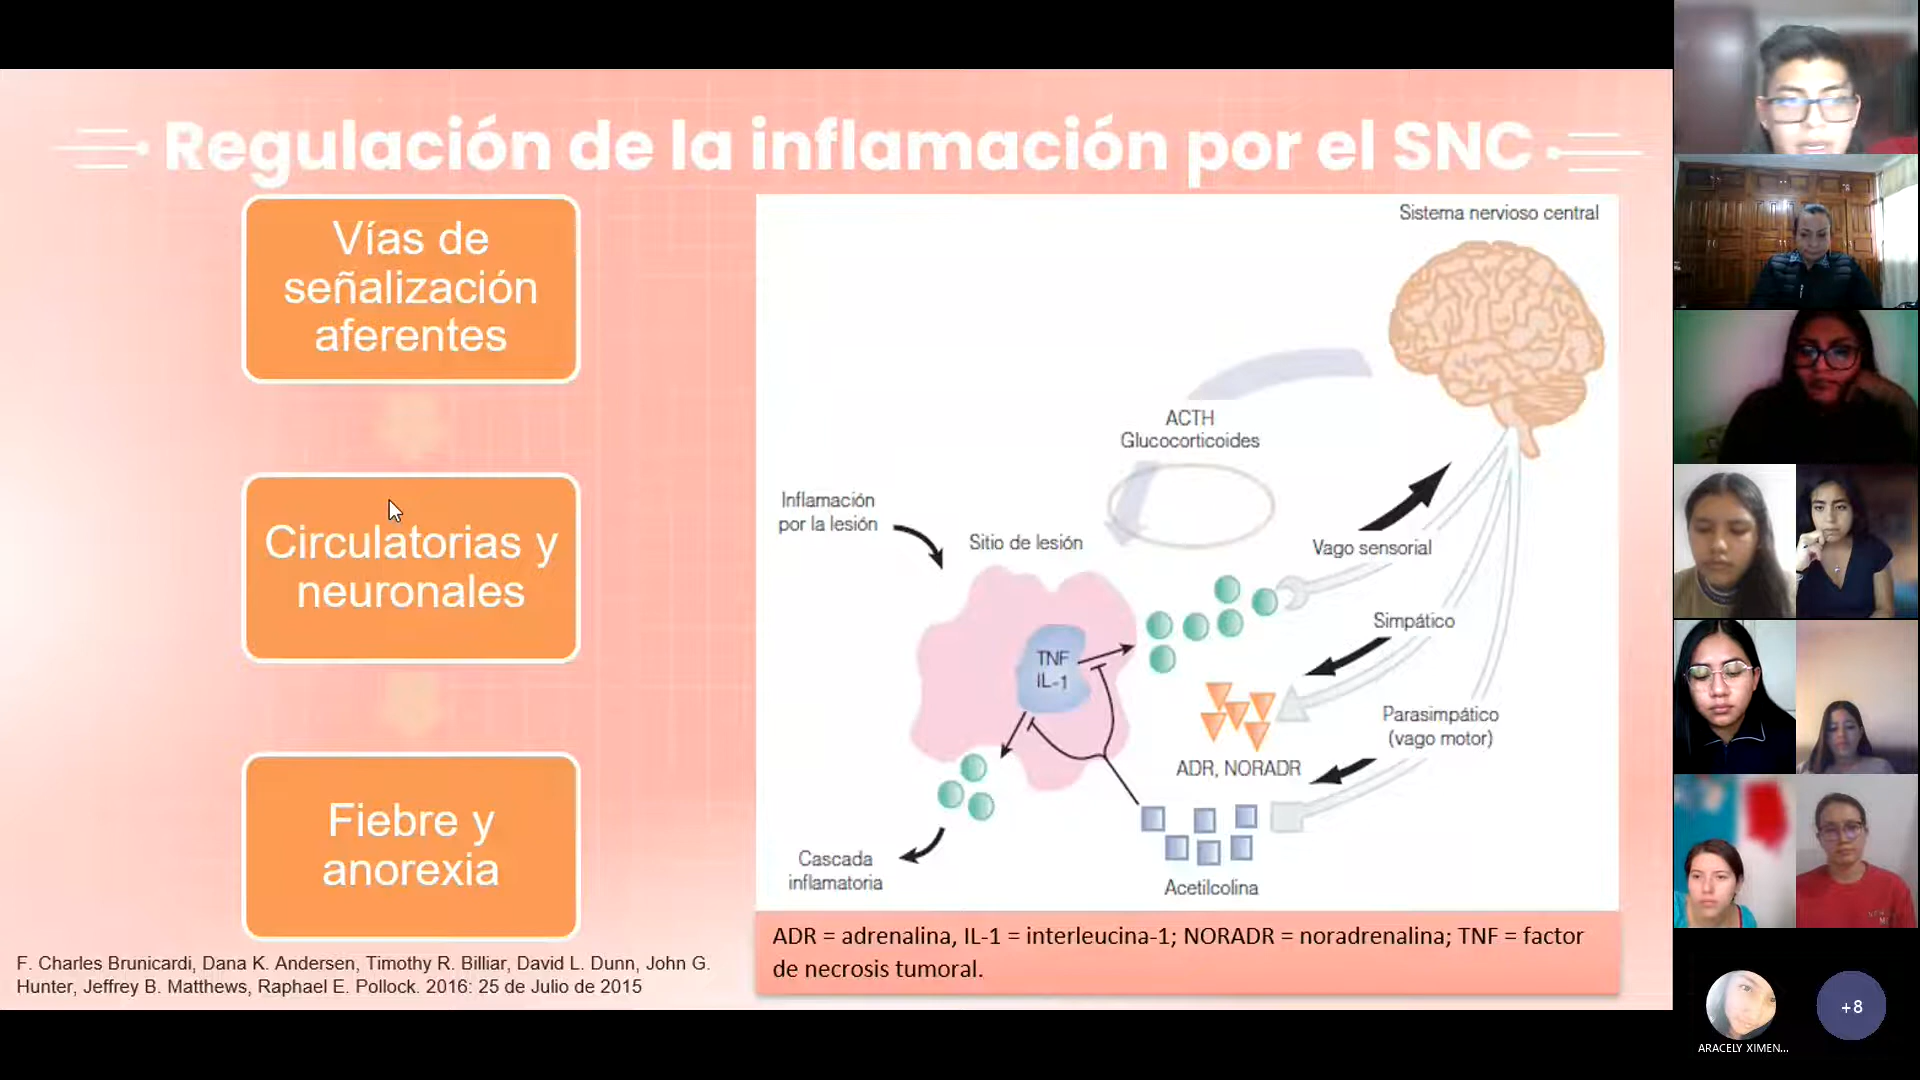 Regulación de la inflamación por el SNC
Vías de
señalización
aferentes
Circulatorias y
neuronales
Fiebre y
anorexia
F. Charles Brunicardi, Dana K. Andersen, Timothy R. Billiar, David L. Dunn, John G.
Hunter, Jeffrey B. Matthews, Raphael E. Pollock. 2016: 25 de Julio de 2015
Sistema nervioso central
ACTH
Glucocorticoides
Inflamación
por la lesión
Sitio de lesión
Vago sensorial
TNF
IL-1
Simpático
Parasimpático
(vago motor)
ADR, NORADR
Cascada
inflamatoria
Acetilcolina
ADR = adrenalina, IL-1 = interleucina-1; NORADR = noradrenalina; TNF = factor
de necrosis tumoral.
+8
ARACELY XIMEN...